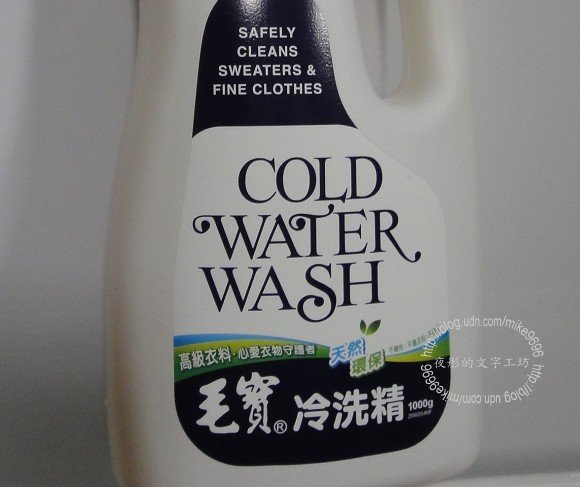 SAFELY
CLEANS
SWEATERS &
FINE CLOTHES
COLD
WATER
WASH
高級衣料·心愛衣物守護者
天然
環保
毛寶® 冷洗精 1000g
http://blog.udn.com/mike9696
夜彤的文字工坊
http://blog.udn.com/mike9696